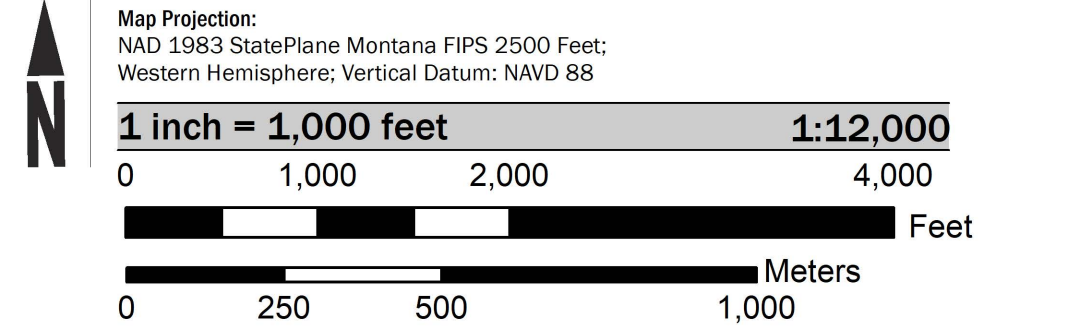 N
Map Projection:
NAD 1983 StatePlane Montana FIPS 2500 Feet;
Western Hemisphere; Vertical Datum: NAVD 88
1 inch = 1,000 feet 1:12,000
0 1,000 2,000 4,000
Feet
Meters
0 250 500 1,000